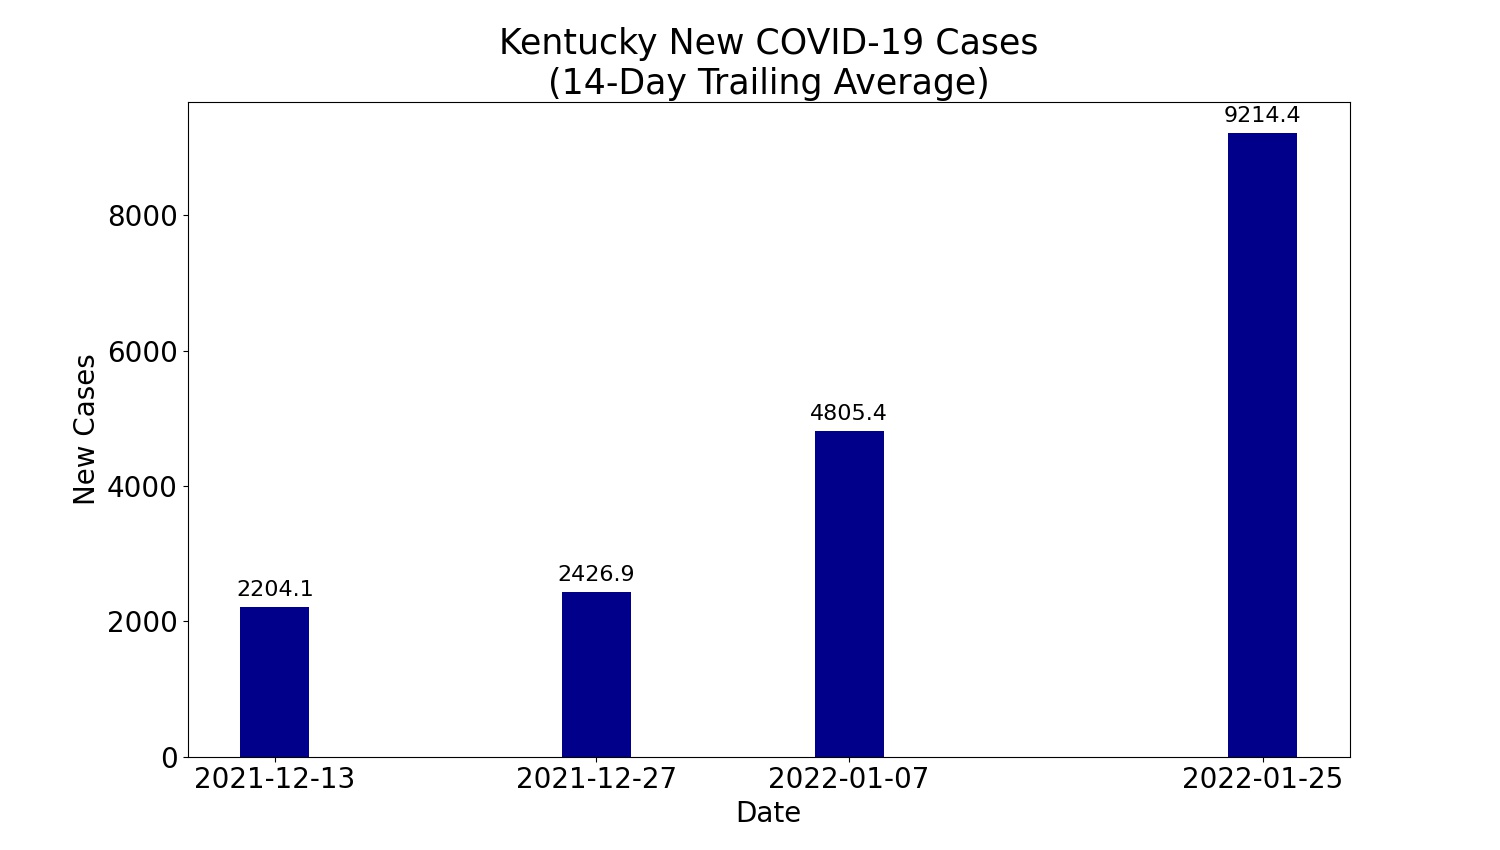 Kentucky New COVID-19 Cases
(14-Day Trailing Average)
9214.4
8000
6000
4805.4
4000
2426.9
2204.1
2000
0
New Cases
2021-12-13 2021-12-27 2022-01-07 2022-01-25
Date